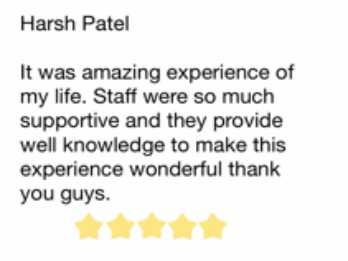 Harsh Patel
It was amazing experience of
my life. Staff were so much
supportive and they provide
well knowledge to make this
experience wonderful thank
you guys.